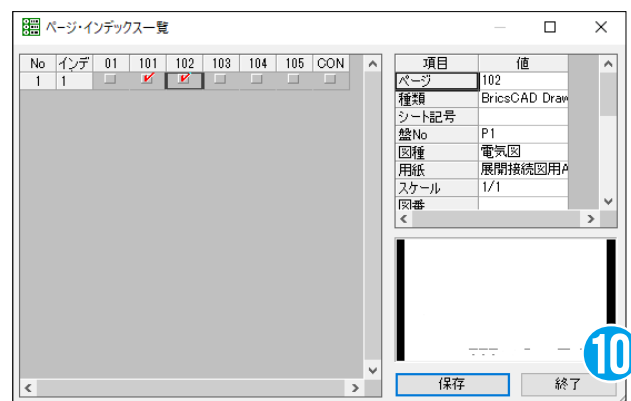 ページ・インデックス一覧
No インデ 01 101 102 103 104 105 CON
1 1
項目 値
ページ 102
種類 BricsCAD Draw
シート記号
盤No P1
図種 電気図
用紙 展開接続図用A
スケール 1/1
図番
10
保存 終了